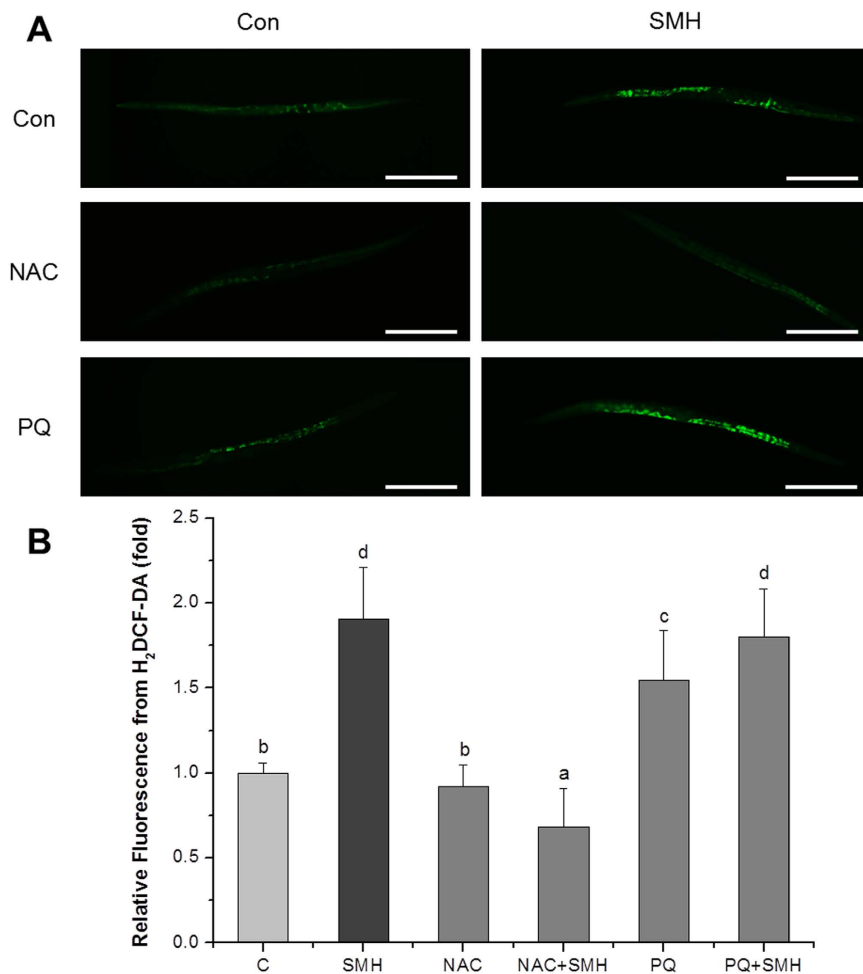 A
Con SMH
Con
NAC
PQ
B
Relative Fluorescence from H₂DCF-DA (fold)
2.5
2.0
1.5
1.0
0.5
0.0
b
d
b
a
c
d
C SMH NAC NAC+SMH PQ PQ+SMH